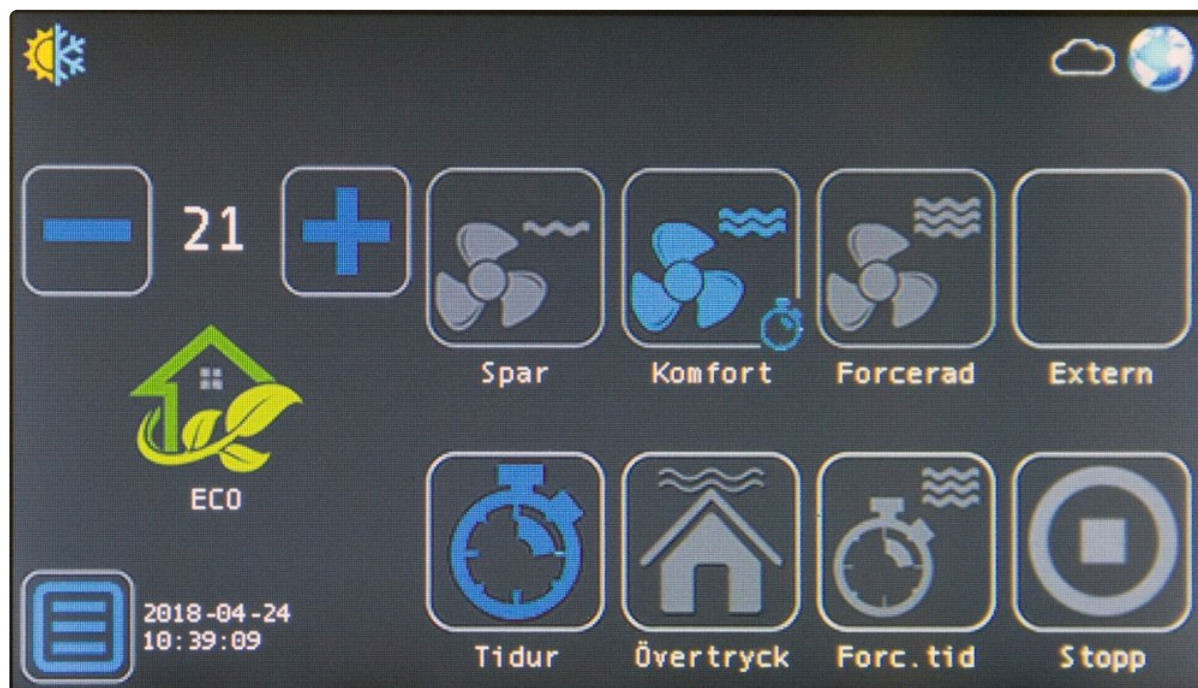 21
Spar
Komfort
Forcerad
Extern
ECO
2018-04-24
10:39:09
Tidur
Övertryck
Forc.tid
Stopp